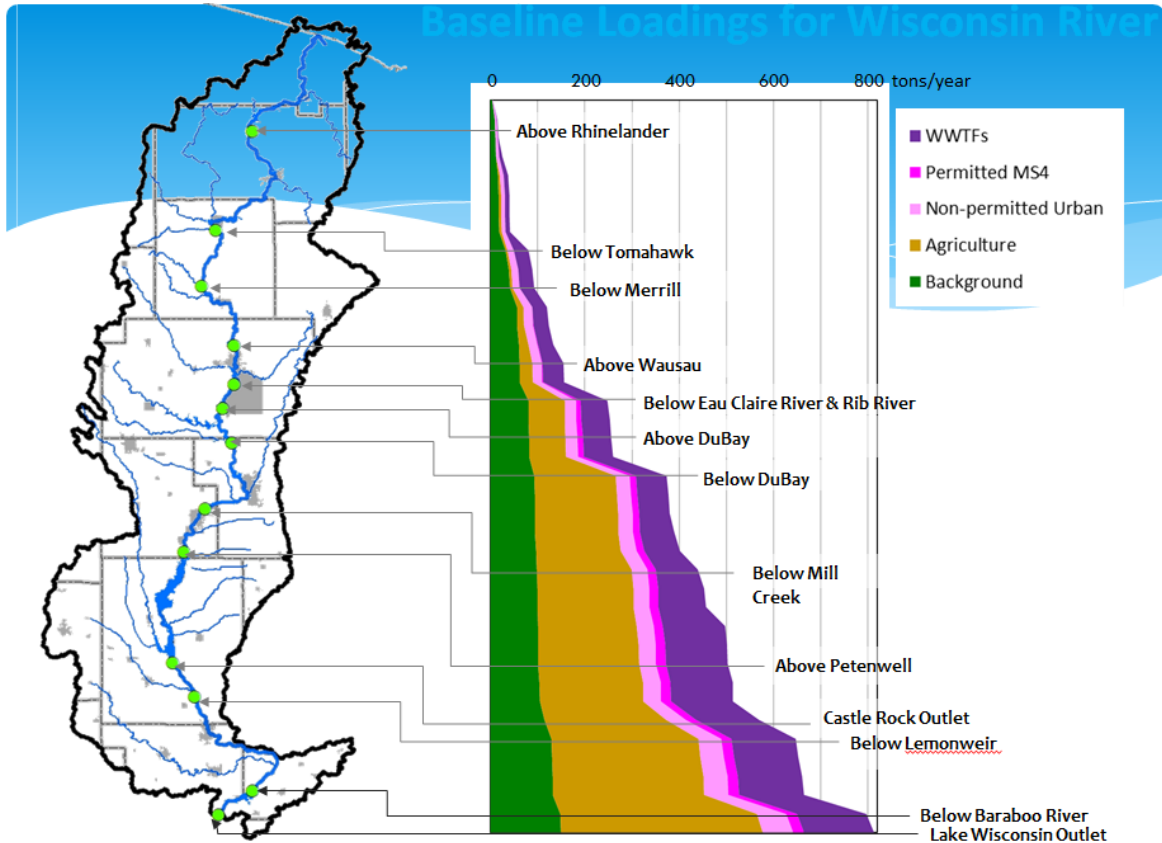 Baseline Loadings for Wisconsin River
0 200 400 600 800 tons/year
WWTFs
Permitted MS4
Non-permitted Urban
Agriculture
Background
Above Rhinelander
Below Tomahawk
Below Merrill
Above Wausau
Below Eau Claire River & Rib River
Above DuBay
Below DuBay
Below Mill
Creek
Above Petenwell
Castle Rock Outlet
Below Lemonweir
Below Baraboo River
Lake Wisconsin Outlet